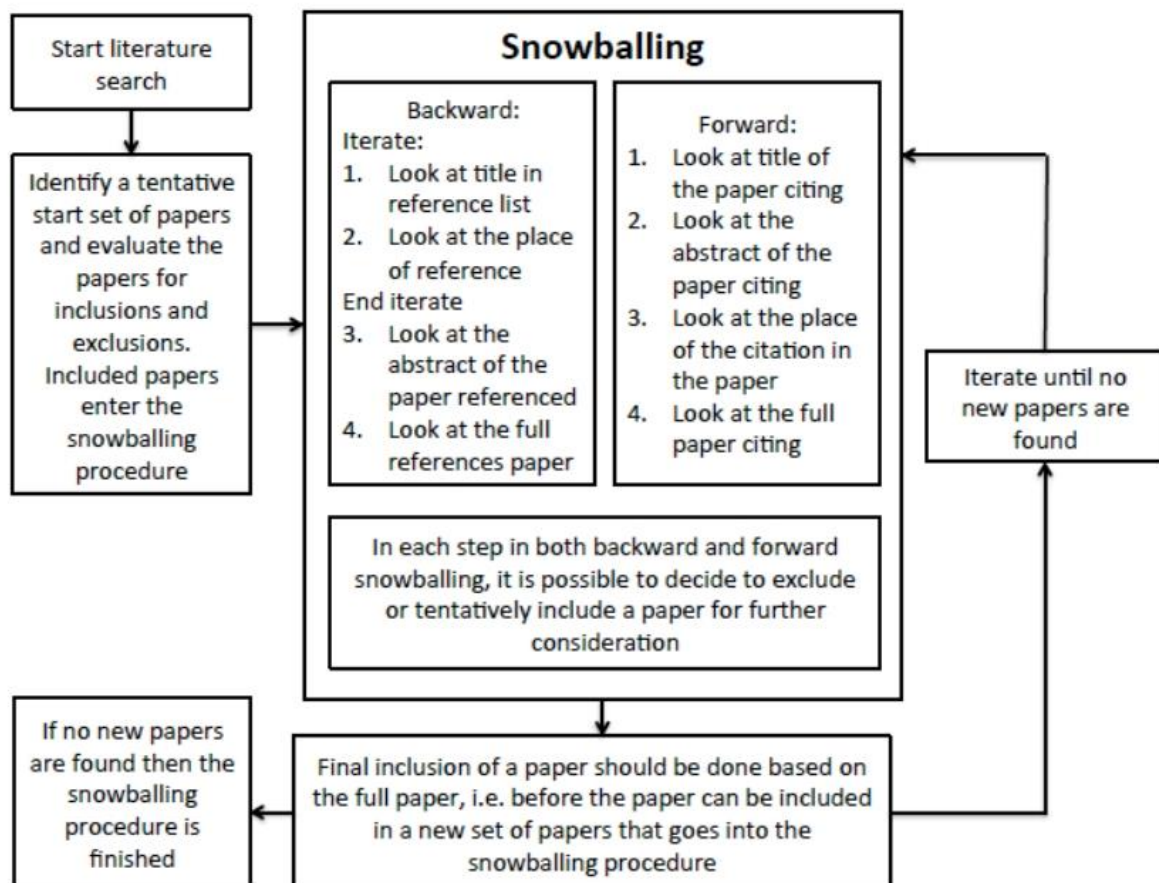 Start literature
search
Identify a tentative
start set of papers
and evaluate the
papers for
inclusions and
exclusions.
Included papers
enter the
snowballing
procedure
Snowballing
Backward:
Iterate:
1. Look at title in
reference list
2. Look at the place
of reference
End iterate
3. Look at the
abstract of the
paper referenced
4. Look at the full
references paper
Forward:
1. Look at title of
the paper citing
2. Look at the
abstract of the
paper citing
3. Look at the place
of the citation in
the paper
4. Look at the full
paper citing
In each step in both backward and forward
snowballing, it is possible to decide to exclude
or tentatively include a paper for further
consideration
Iterate until no
new papers are
found
Final inclusion of a paper should be done based on
the full paper, i.e. before the paper can be included
in a new set of papers that goes into the
snowballing procedure
If no new papers
are found then the
snowballing
procedure is
finished